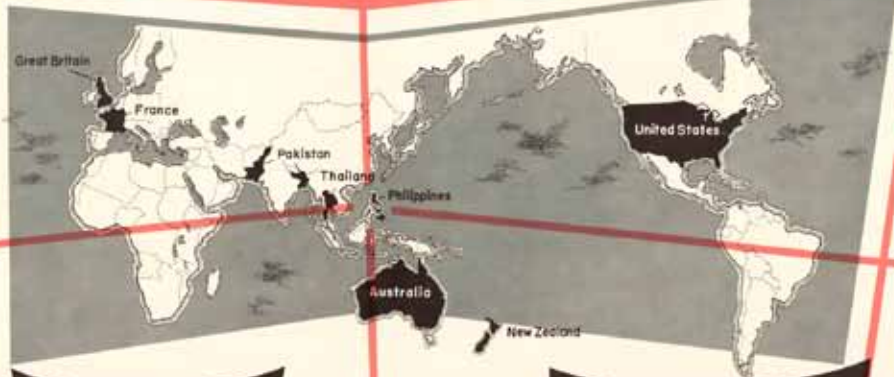 Great Britain
France
Pakistan
Thailand
Philippines
United States
Australia
New Zealand